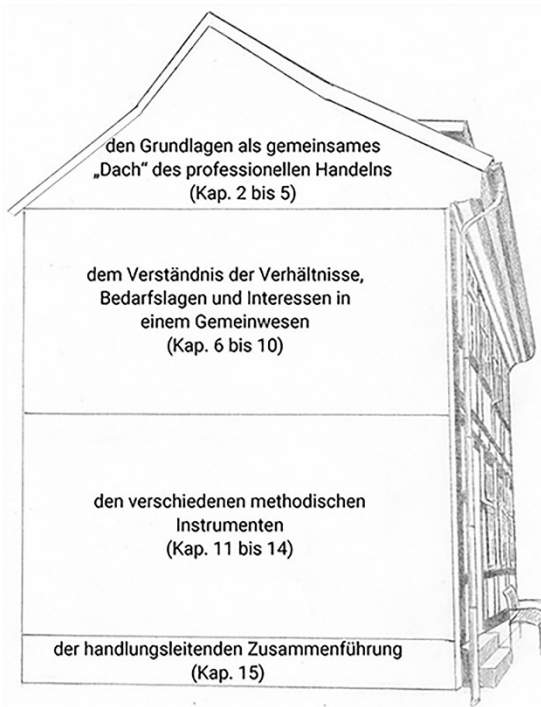 den Grundlagen als gemeinsames
„Dach“ des professionellen Handelns
(Kap. 2 bis 5)
dem Verständnis der Verhältnisse,
Bedarfslagen und Interessen in
einem Gemeinwesen
(Kap. 6 bis 10)
den verschiedenen methodischen
Instrumenten
(Kap. 11 bis 14)
der handlungsleitenden Zusammenführung
(Kap. 15)